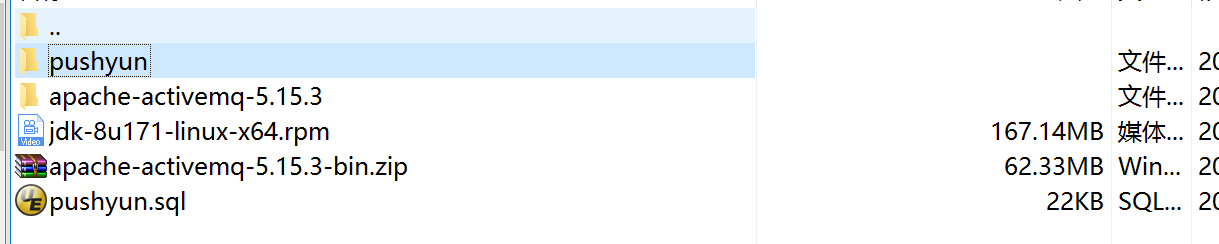 ..
pushyun 文件... 20
apache-activemq-5.15.3 文件... 20
jdk-8u171-linux-x64.rpm 167.14MB 媒体... 20
apache-activemq-5.15.3-bin.zip 62.33MB Win... 20
pushyun.sql 22KB SQL... 20